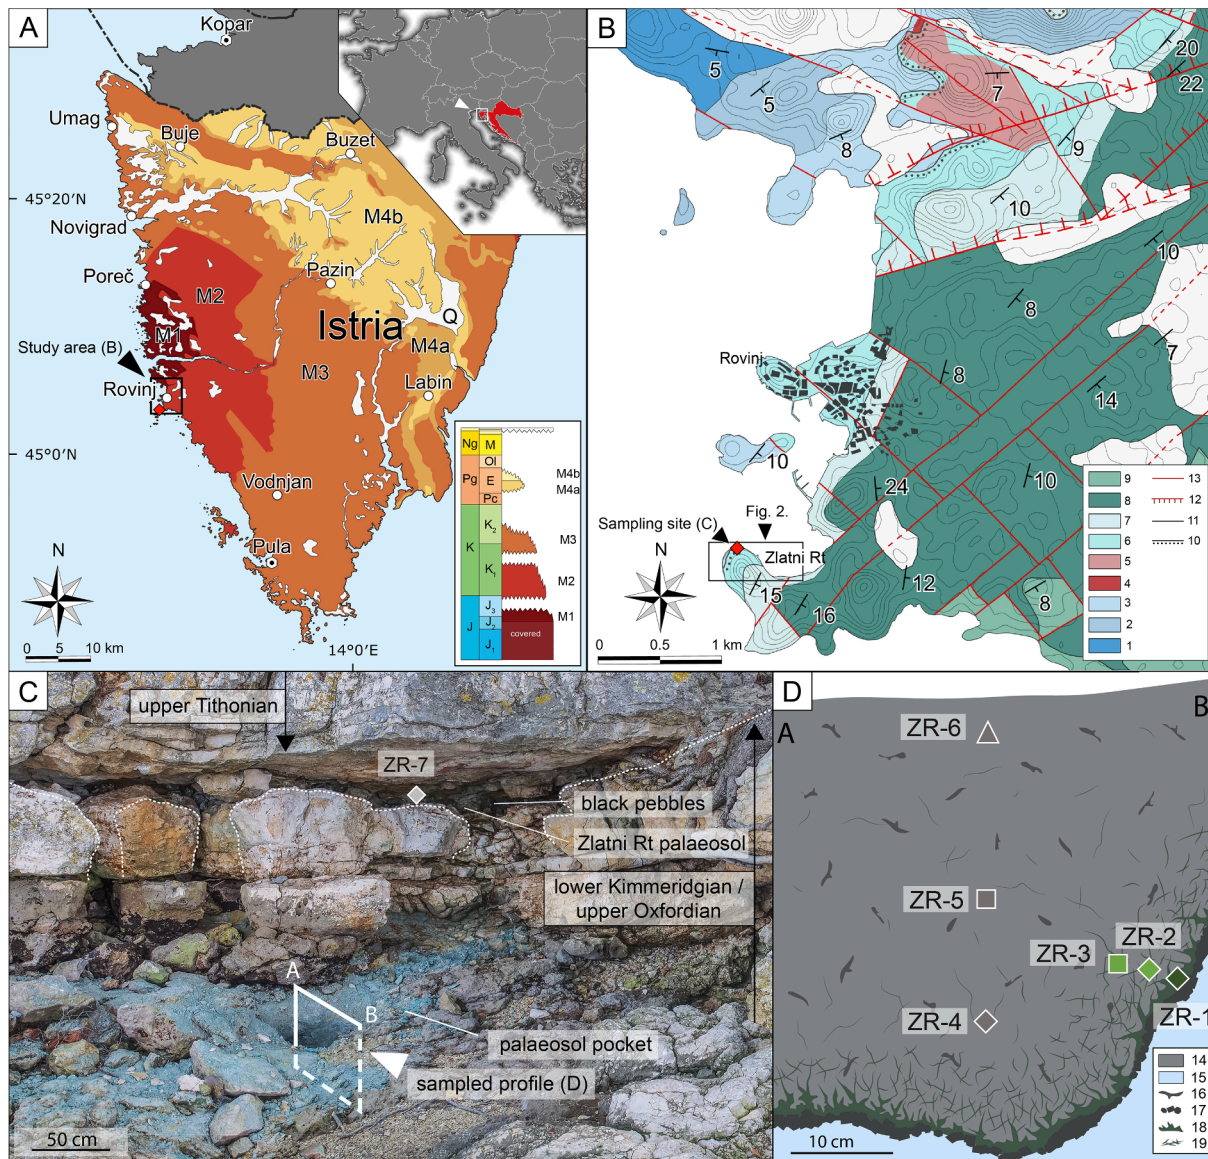 A
Kopar
Umag
Buje
Buzet
45°20'N
Novigrad
M4b
Poreč
M2
Pazin
Istria
Q
M1
M4a
Study area (B)
M3
Rovinj
Labin
45°0'N
Vodnjan
Pula
N
0 5 10 km
14°0'E
Ng M
Ol
Pg E M4b
M4a
Pc
K K2 M3
K1 M2
J J3 M1
J2
J1 covered
B
5
5
8
7
9
20
22
10
10
8
7
Rovinj
8
14
10
10
24
Sampling site (C)
Fig. 2.
Zlatni Rt
N
15
16
12
8
0 0.5 1 km
9 13
8 12
7 11
6 10
5
4
3
2
1
C
upper Tithonian
ZR-7
black pebbles
Zlatni Rt palaeosol
lower Kimmeridgian /
upper Oxfordian
A
B
palaeosol pocket
sampled profile (D)
50 cm
D
A
B
ZR-6
ZR-5
ZR-2
ZR-3
ZR-4
ZR-1
10 cm
14
15
16
17
18
19